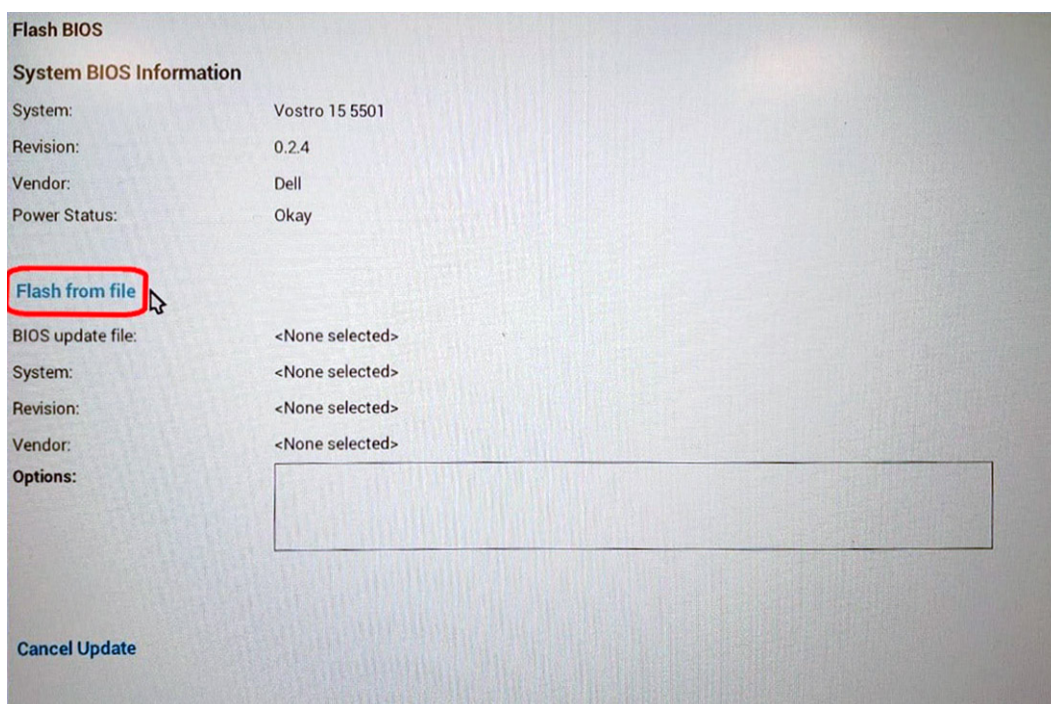 Flash BIOS
System BIOS Information
System: Vostro 15 5501
Revision: 0.2.4
Vendor: Dell
Power Status: Okay
Flash from file
BIOS update file: <None selected>
System: <None selected>
Revision: <None selected>
Vendor: <None selected>
Options:
Cancel Update